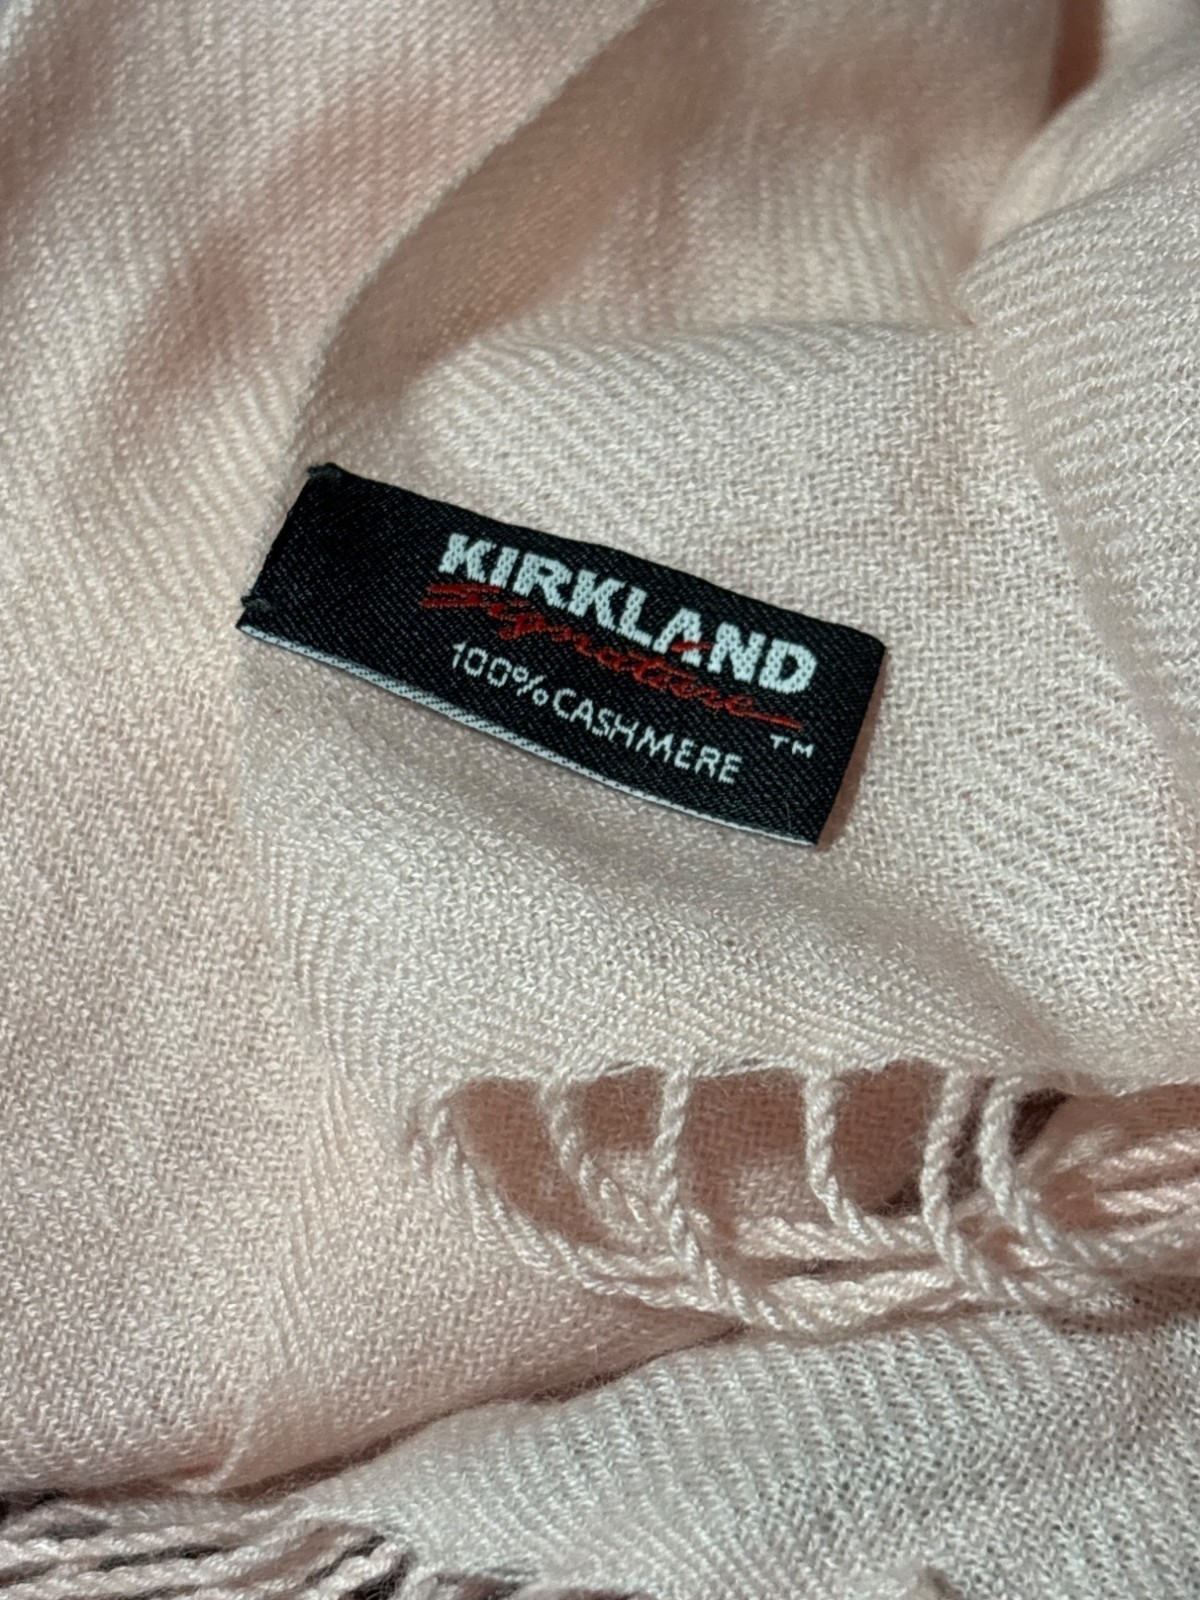 KIRKLAND
Signature
100% CASHMERE
TM